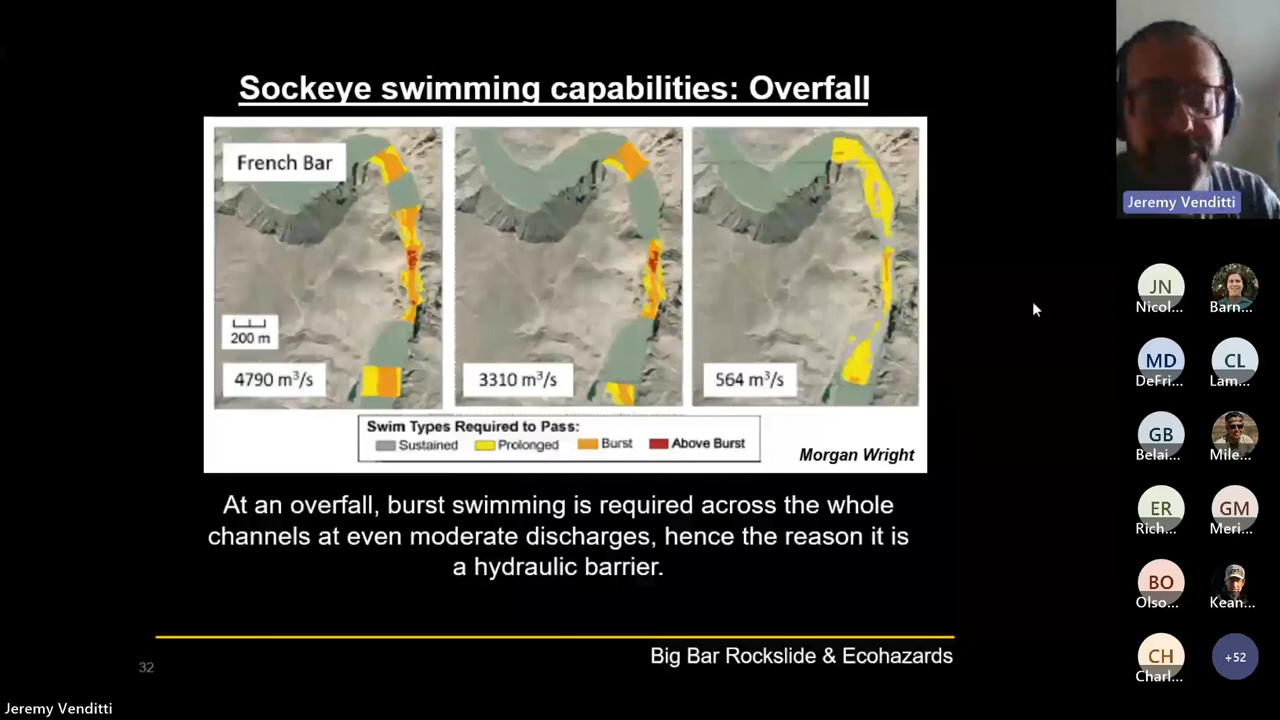 Sockeye swimming capabilities: Overfall
French Bar
200 m
4790 m³/s
3310 m³/s
564 m³/s
Swim Types Required to Pass:
Sustained Prolonged Burst Above Burst
Morgan Wright
At an overfall, burst swimming is required across the whole
channels at even moderate discharges, hence the reason it is
a hydraulic barrier.
Big Bar Rockslide & Ecohazards
32
Jeremy Venditti
Jeremy Venditti
JN
Nicol... Barn...
MD CL
DeFri... Lam...
GB
Belai... Mile...
ER GM
Rich... Meri...
BO
Olso... Kean...
CH +52
Charl...